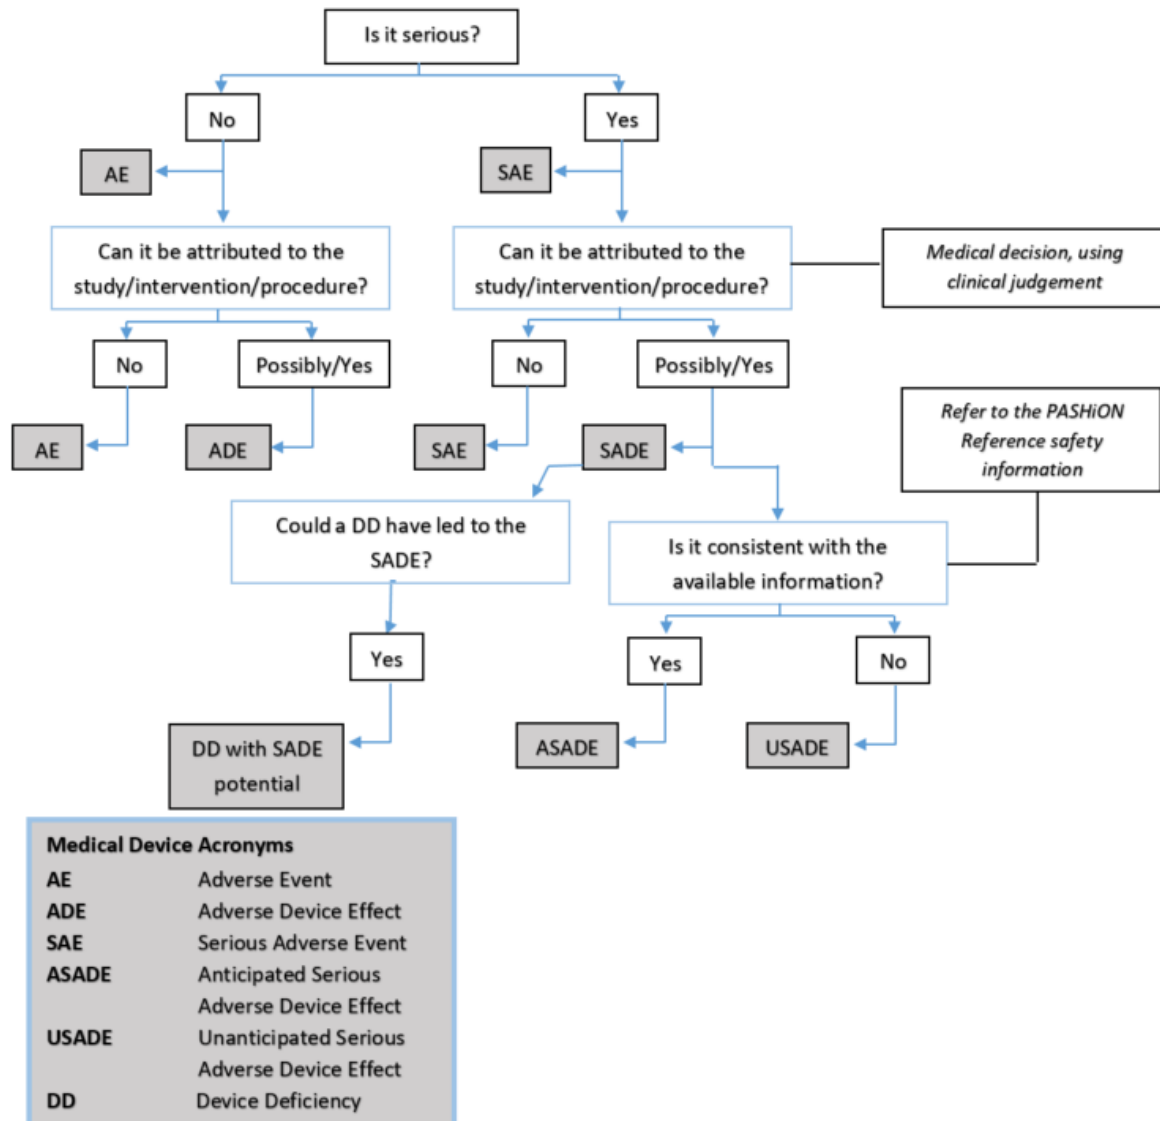 Is it serious?
No
Yes
AE
SAE
Can it be attributed to the
study/intervention/procedure?
Can it be attributed to the
study/intervention/procedure?
Medical decision, using
clinical judgement
No
Possibly/Yes
No
Possibly/Yes
AE
ADE
SAE
SADE
Refer to the PASHiON
Reference safety
information
Could a DD have led to the
SADE?
Is it consistent with the
available information?
Yes
Yes
No
DD with SADE
potential
ASADE
USADE
Medical Device Acronyms
AE Adverse Event
ADE Adverse Device Effect
SAE Serious Adverse Event
ASADE Anticipated Serious
Adverse Device Effect
USADE Unanticipated Serious
Adverse Device Effect
DD Device Deficiency